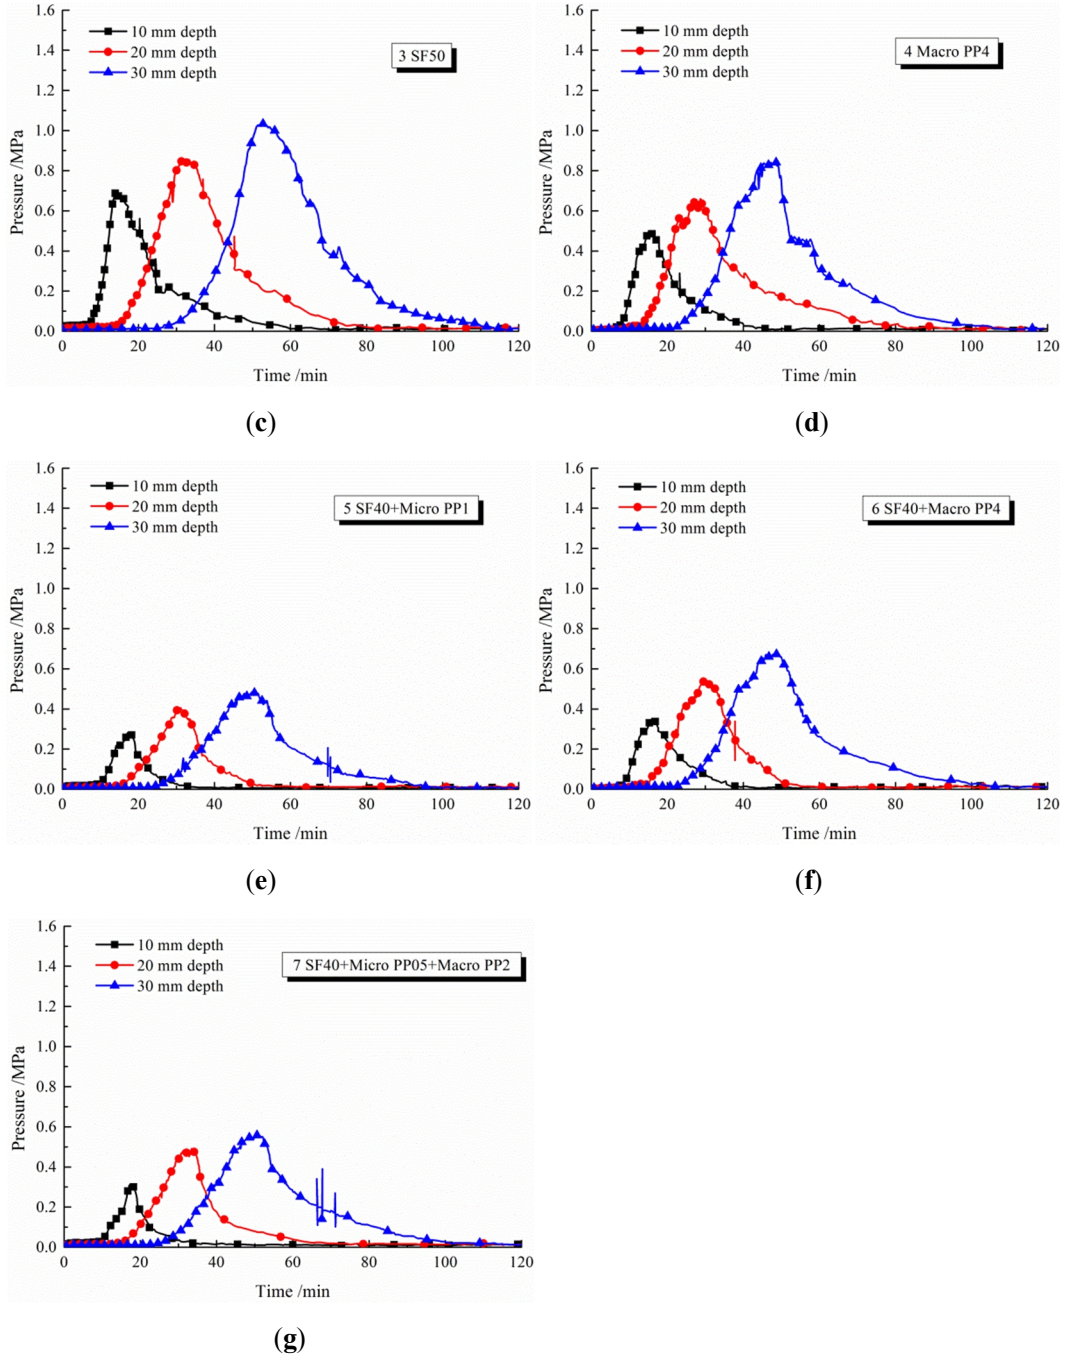 1.6
1.4
1.2
1.0
0.8
0.6
0.4
0.2
0.0
Pressure /MPa
10 mm depth
20 mm depth
30 mm depth
3 SF50
0 20 40 60 80 100 120
Time /min
(c)
1.6
1.4
1.2
1.0
0.8
0.6
0.4
0.2
0.0
Pressure /MPa
10 mm depth
20 mm depth
30 mm depth
4 Macro PP4
0 20 40 60 80 100 120
Time /min
(d)
1.6
1.4
1.2
1.0
0.8
0.6
0.4
0.2
0.0
Pressure /MPa
10 mm depth
20 mm depth
30 mm depth
5 SF40+Micro PP1
0 20 40 60 80 100 120
Time /min
(e)
1.6
1.4
1.2
1.0
0.8
0.6
0.4
0.2
0.0
Pressure /MPa
10 mm depth
20 mm depth
30 mm depth
6 SF40+Macro PP4
0 20 40 60 80 100 120
Time /min
(f)
1.6
1.4
1.2
1.0
0.8
0.6
0.4
0.2
0.0
Pressure /MPa
10 mm depth
20 mm depth
30 mm depth
7 SF40+Micro PP05+Macro PP2
0 20 40 60 80 100 120
Time /min
(g)